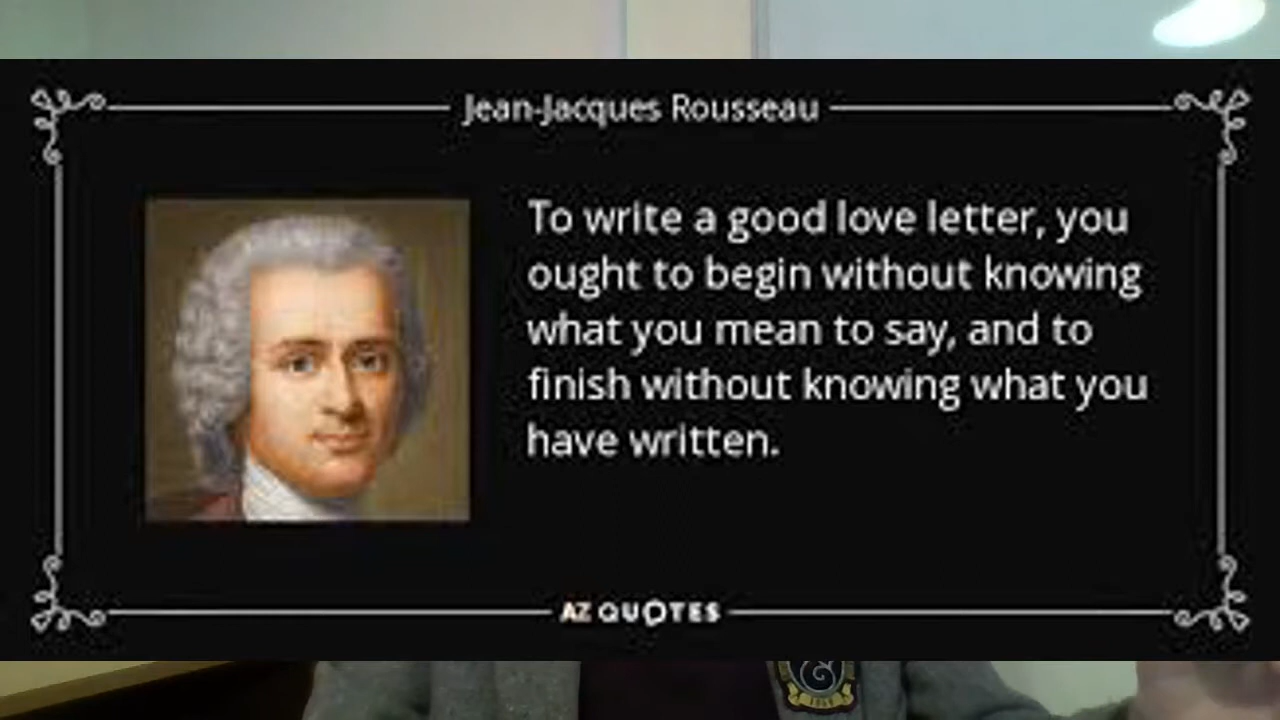 Jean-Jacques Rousseau
To write a good love letter, you
ought to begin without knowing
what you mean to say, and to
finish without knowing what you
have written.
AZ QUOTES